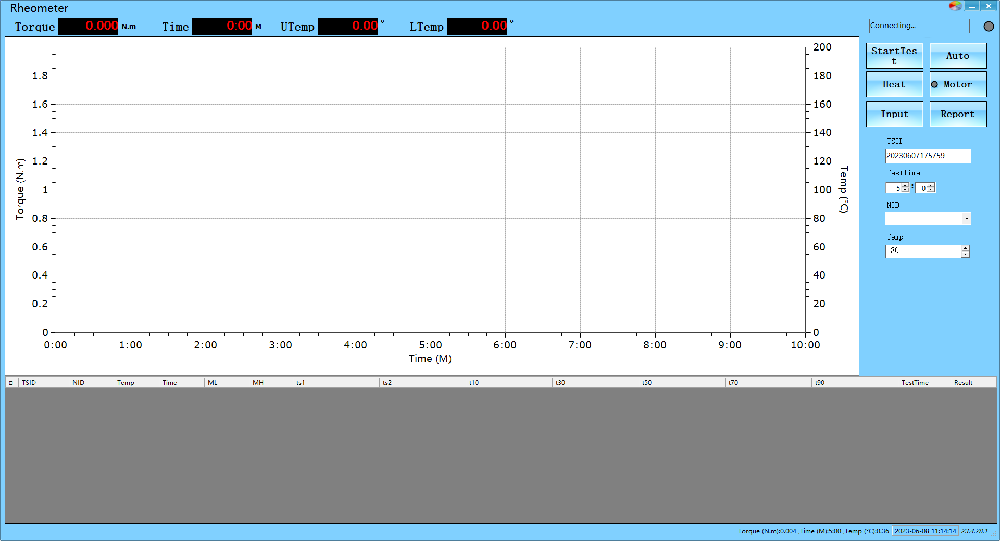 Rheometer
Torque 0.000 N.m Time 0:00 M UTemp 0.00 ° LTemp 0.00 °
Connecting...
StartTes
t
Auto
Heat
Motor
Input
Report
TSID
20230607175759
TestTime
5 : 0
NID
Temp
180
Torque (N.m)
1.8
1.6
1.4
1.2
1
0.8
0.6
0.4
0.2
0
200
180
160
140
120
100
80
60
40
20
0
Temp (°C)
0:00 1:00 2:00 3:00 4:00 5:00 6:00 7:00 8:00 9:00 10:00
Time (M)
TSID NID Temp Time ML MH ts1 ts2 t10 t30 t50 t70 t90 TestTime Result
Torque (N.m):0.004 ,Time (M):5:00 ,Temp (°C):0.36 2023-06-08 11:14:14 23.4.28.1